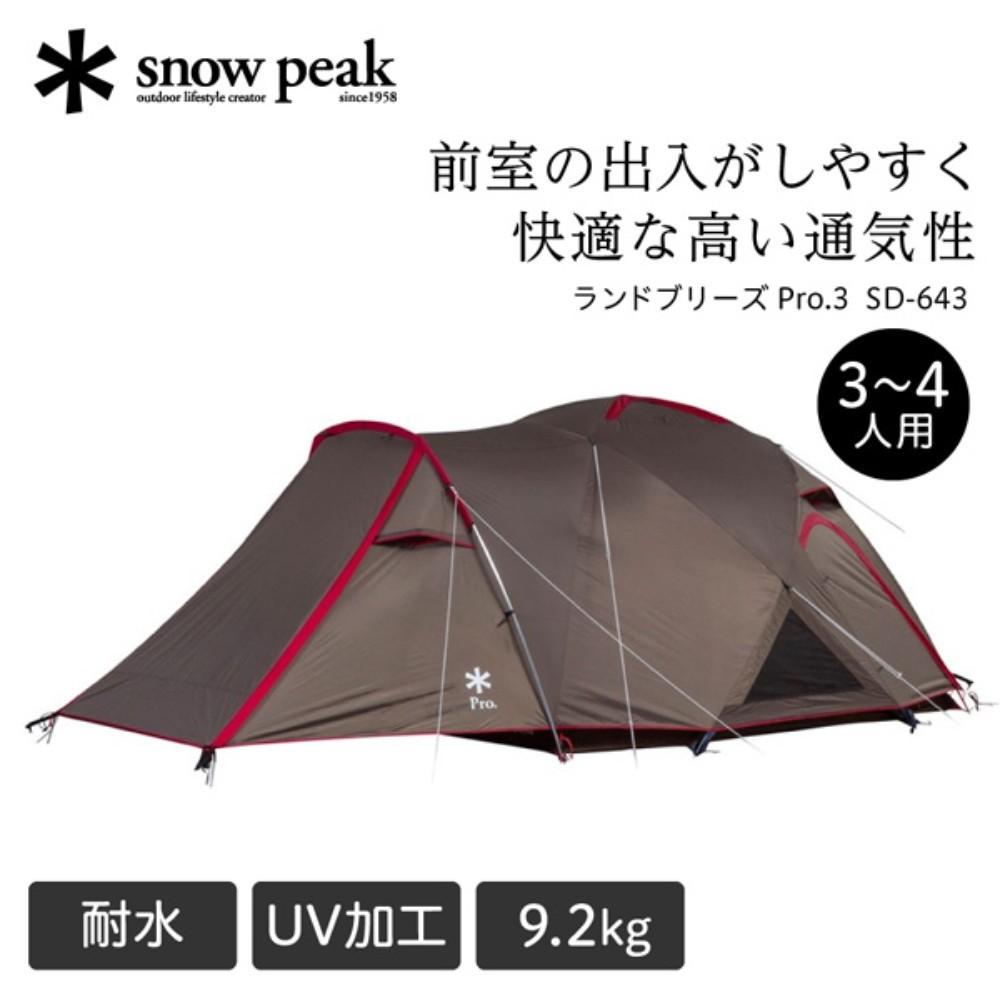 snow peak
outdoor lifestyle creator since1958
前室の出入がしやすく
快適な高い通気性
ランドブリーズ Pro.3 SD-643
3〜4
人用
Pro.
耐水
UV加工
9.2kg